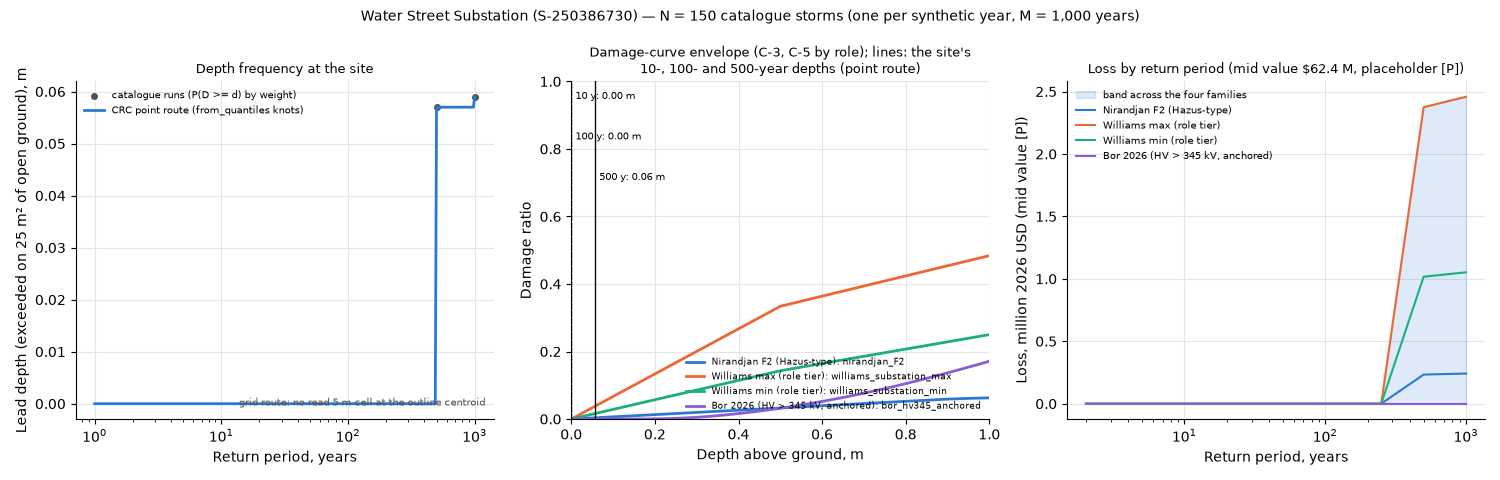 Water Street Substation (S-250386730) — N = 150 catalogue storms (one per synthetic year, M = 1,000 years)
Depth frequency at the site
Lead depth (exceeded on 25 m² of open ground), m
0.06
0.05
0.04
0.03
0.02
0.01
0.00
catalogue runs (P(D >= d) by weight)
CRC point route (from_quantiles knots)
grid route: no read 5 m cell at the outline centroid
10⁰
10¹
10²
10³
Return period, years
Damage-curve envelope (C-3, C-5 by role); lines: the site's
10-, 100- and 500-year depths (point route)
Damage ratio
1.0
0.8
0.6
0.4
0.2
0.0
10 y: 0.00 m
100 y: 0.00 m
500 y: 0.06 m
Nirandjan F2 (Hazus-type): nirandjan_F2
Williams max (role tier): williams_substation_max
Williams min (role tier): williams_substation_min
Bor 2026 (HV > 345 kV, anchored): bor_hv345_anchored
0.0
0.2
0.4
0.6
0.8
1.0
Depth above ground, m
Loss by return period (mid value $62.4 M, placeholder [P])
Loss, million 2026 USD (mid value [P])
2.5
2.0
1.5
1.0
0.5
0.0
band across the four families
Nirandjan F2 (Hazus-type)
Williams max (role tier)
Williams min (role tier)
Bor 2026 (HV > 345 kV, anchored)
10¹
10²
10³
Return period, years